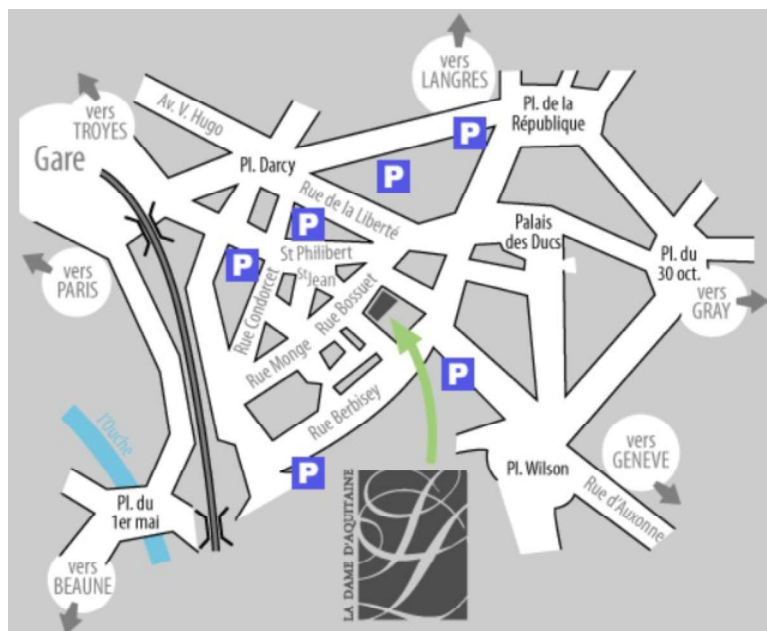 vers
LANGRES
vers
TROYES
Av. V. Hugo
Pl. de la
République
P
Gare
Pl. Darcy
P
Rue de la Liberté
P
Palais
des Ducs
St Philibert
P
St Jean
Pl. du
30 oct.
vers
PARIS
Rue Condorcet
Rue Bossuet
vers
GRAY
Rue Monge
P
Rue Berbisey
l'Ouche
vers
GENEVE
P
Pl. Wilson
Rue d'Auxonne
Pl. du
1er mai
vers
BEAUNE
LA DAME D'AQUITAINE